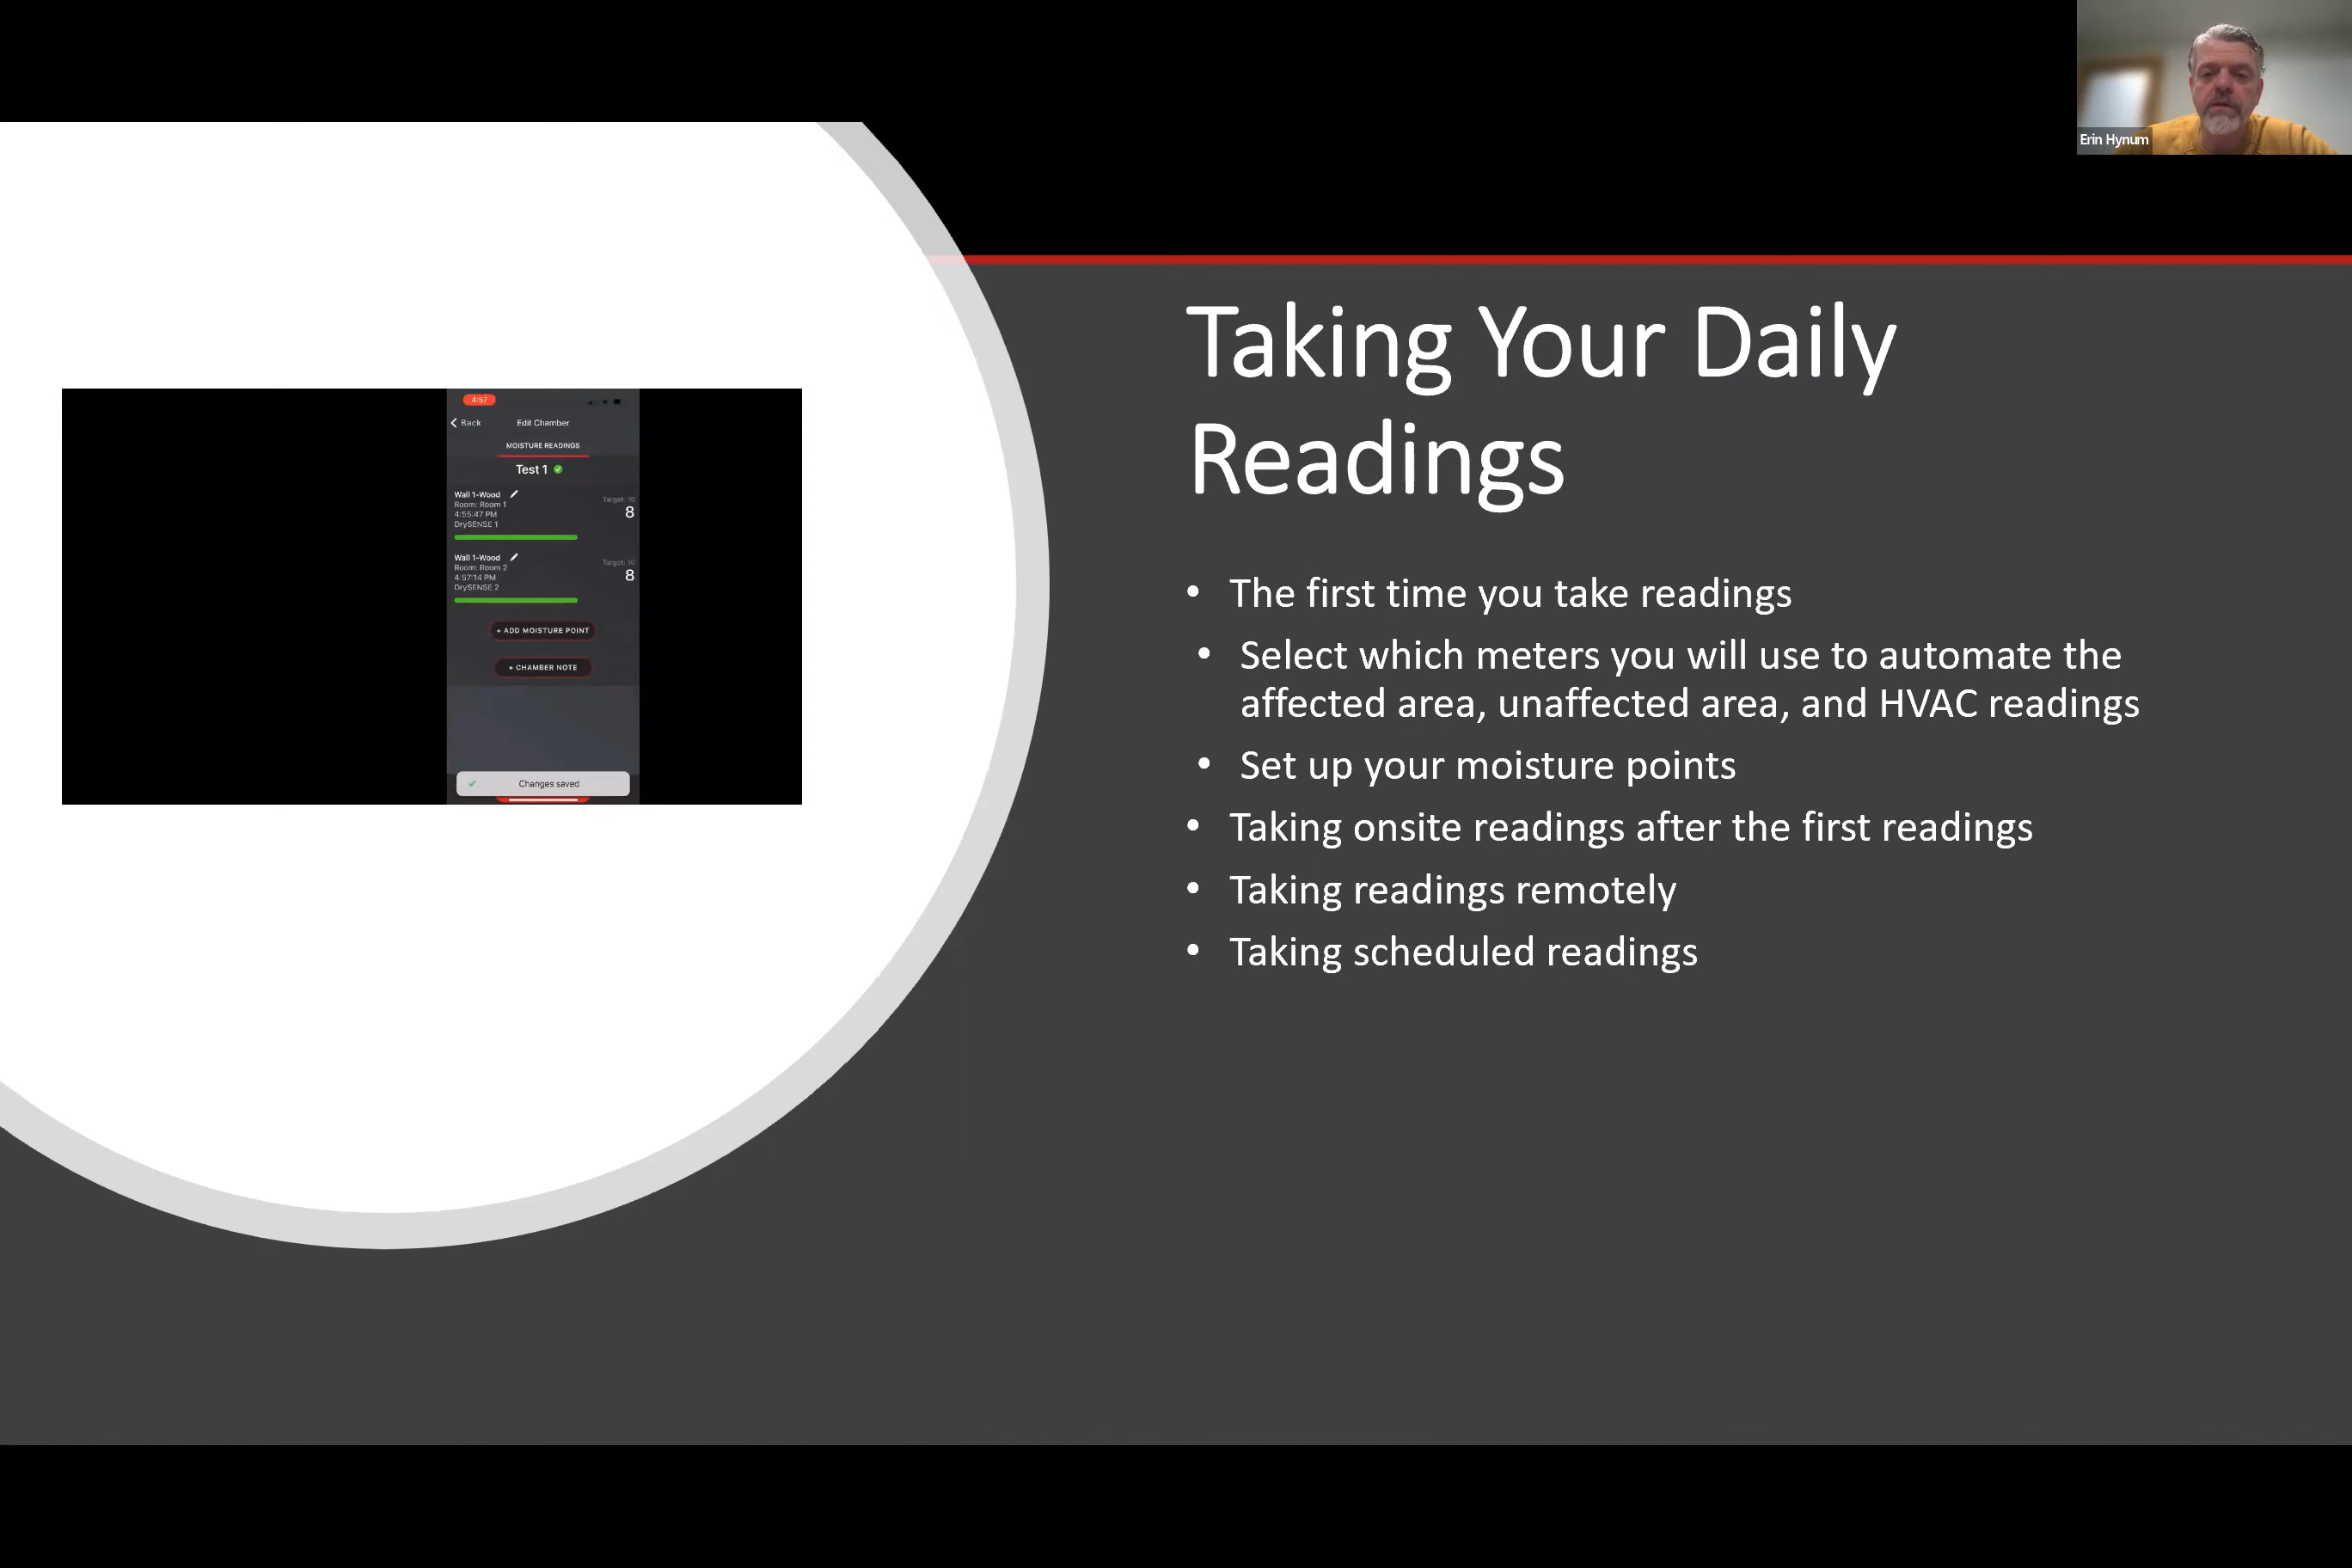 Erin Hynum
4:57
Back
Edit Chamber
MOISTURE READINGS
Test 1
Wall 1-Wood
Room: Room 1
4:55:47 PM
DrySENSE 1
Target: 10
8
Wall 1-Wood
Room: Room 2
4:57:14 PM
DrySENSE 2
Target: 10
8
+ ADD MOISTURE POINT
+ CHAMBER NOTE
Changes saved
Taking Your Daily
Readings
• The first time you take readings
• Select which meters you will use to automate the
affected area, unaffected area, and HVAC readings
• Set up your moisture points
• Taking onsite readings after the first readings
• Taking readings remotely
• Taking scheduled readings